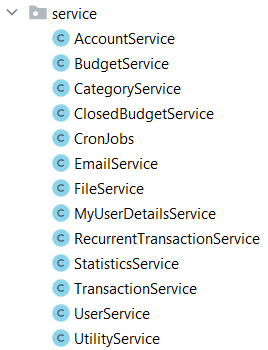 service
C AccountService
C BudgetService
C CategoryService
C ClosedBudgetService
C CronJobs
C EmailService
C FileService
C MyUserDetailsService
C RecurrentTransactionService
C StatisticsService
C TransactionService
C UserService
C UtilityService